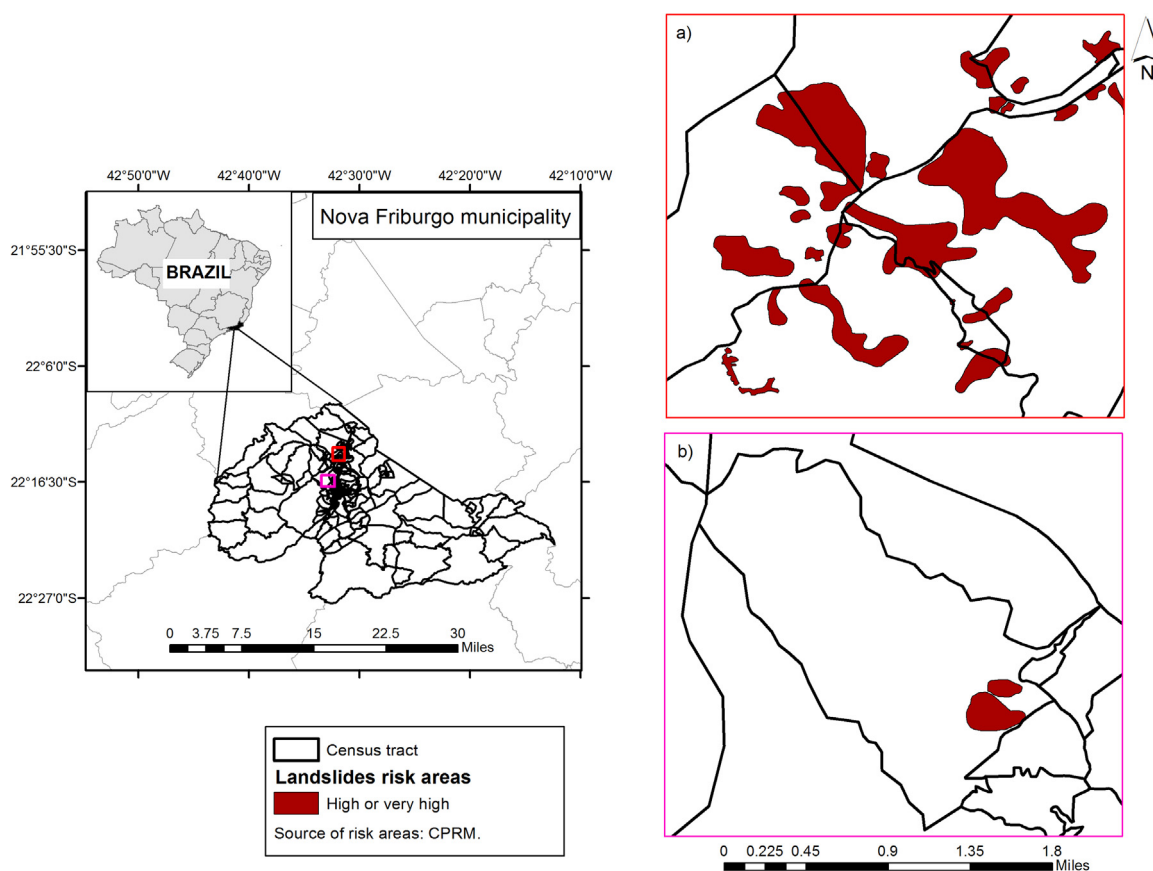 a)
N
42°50'0"W 42°40'0"W 42°30'0"W 42°20'0"W 42°10'0"W
Nova Friburgo municipality
21°55'30"S
BRAZIL
22°6'0"S
22°16'30"S
22°27'0"S
0 3.75 7.5 15 22.5 30
Miles
b)
Census tract
Landslides risk areas
High or very high
Source of risk areas: CPRM.
0 0.225 0.45 0.9 1.35 1.8
Miles